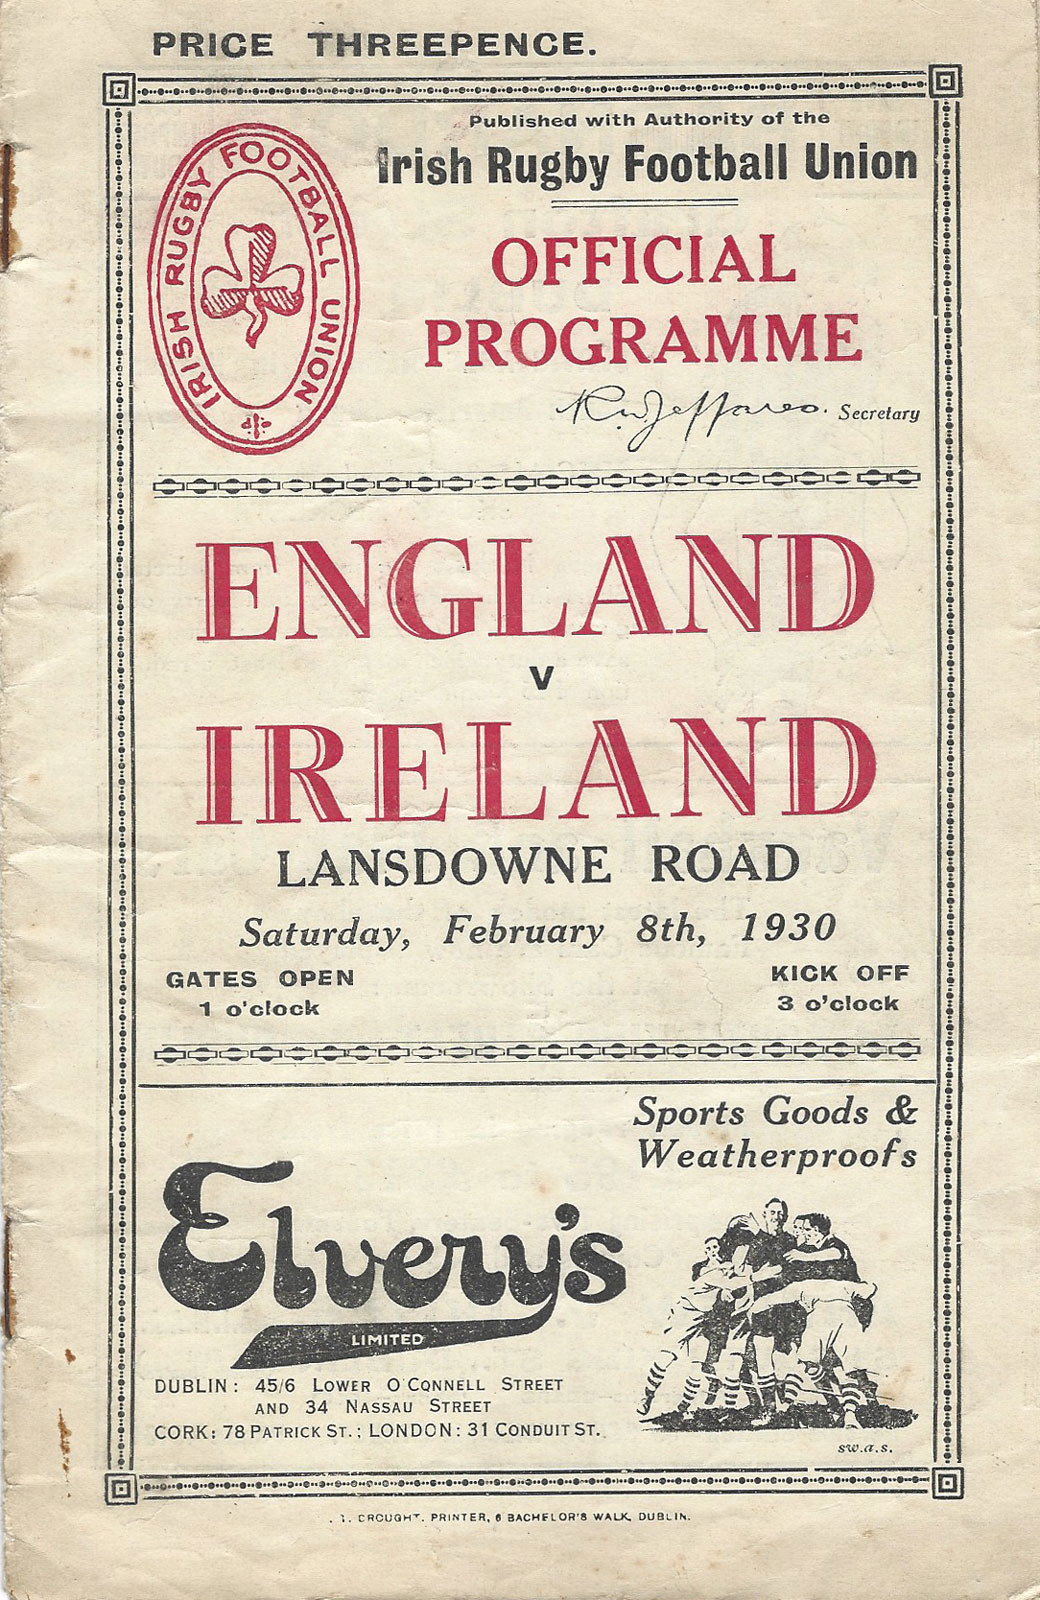 PRICE THREEPENCE.
Published with Authority of the
Irish Rugby Football Union
IRISH RUGBY FOOTBALL UNION
OFFICIAL
PROGRAMME
R.W. Jeffares. Secretary
ENGLAND
v
IRELAND
LANSDOWNE ROAD
Saturday, February 8th, 1930
GATES OPEN
1 o'clock
KICK OFF
3 o'clock
Sports Goods &
Weatherproofs
Elvery's
LIMITED
DUBLIN: 45/6 LOWER O'CONNELL STREET
AND 34 NASSAU STREET
CORK: 78 PATRICK ST.; LONDON: 31 CONDUIT ST.
sw.a.s.
DROUGHT, PRINTER, 6 BACHELOR'S WALK, DUBLIN.